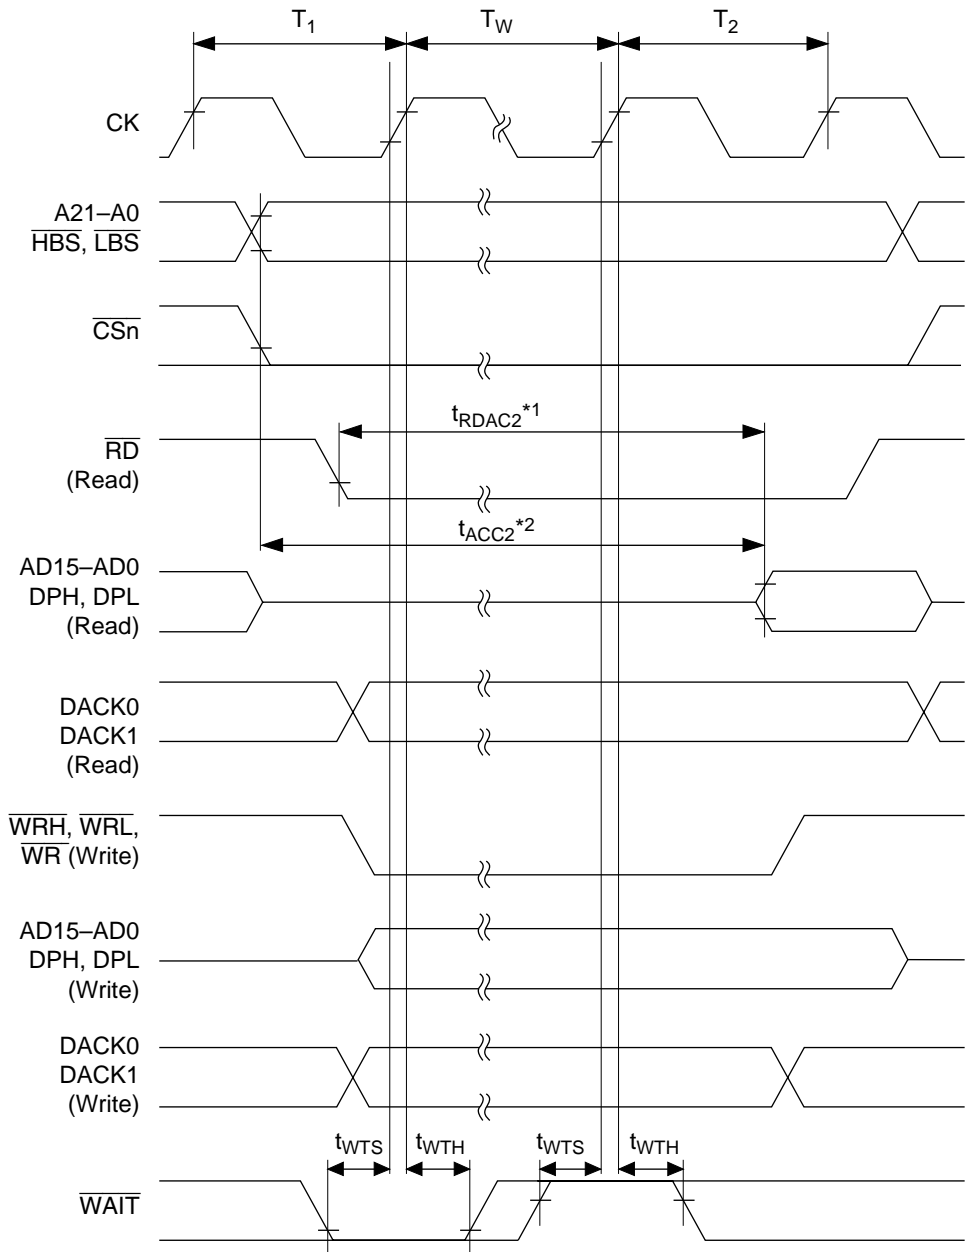 T1 TW T2
CK
A21–A0
HBS, LBS
CSn
tRDAC2*1
RD
(Read)
tACC2*2
AD15–AD0
DPH, DPL
(Read)
DACK0
DACK1
(Read)
WRH, WRL,
WR (Write)
AD15–AD0
DPH, DPL
(Write)
DACK0
DACK1
(Write)
tWTS tWTH tWTS tWTH
WAIT